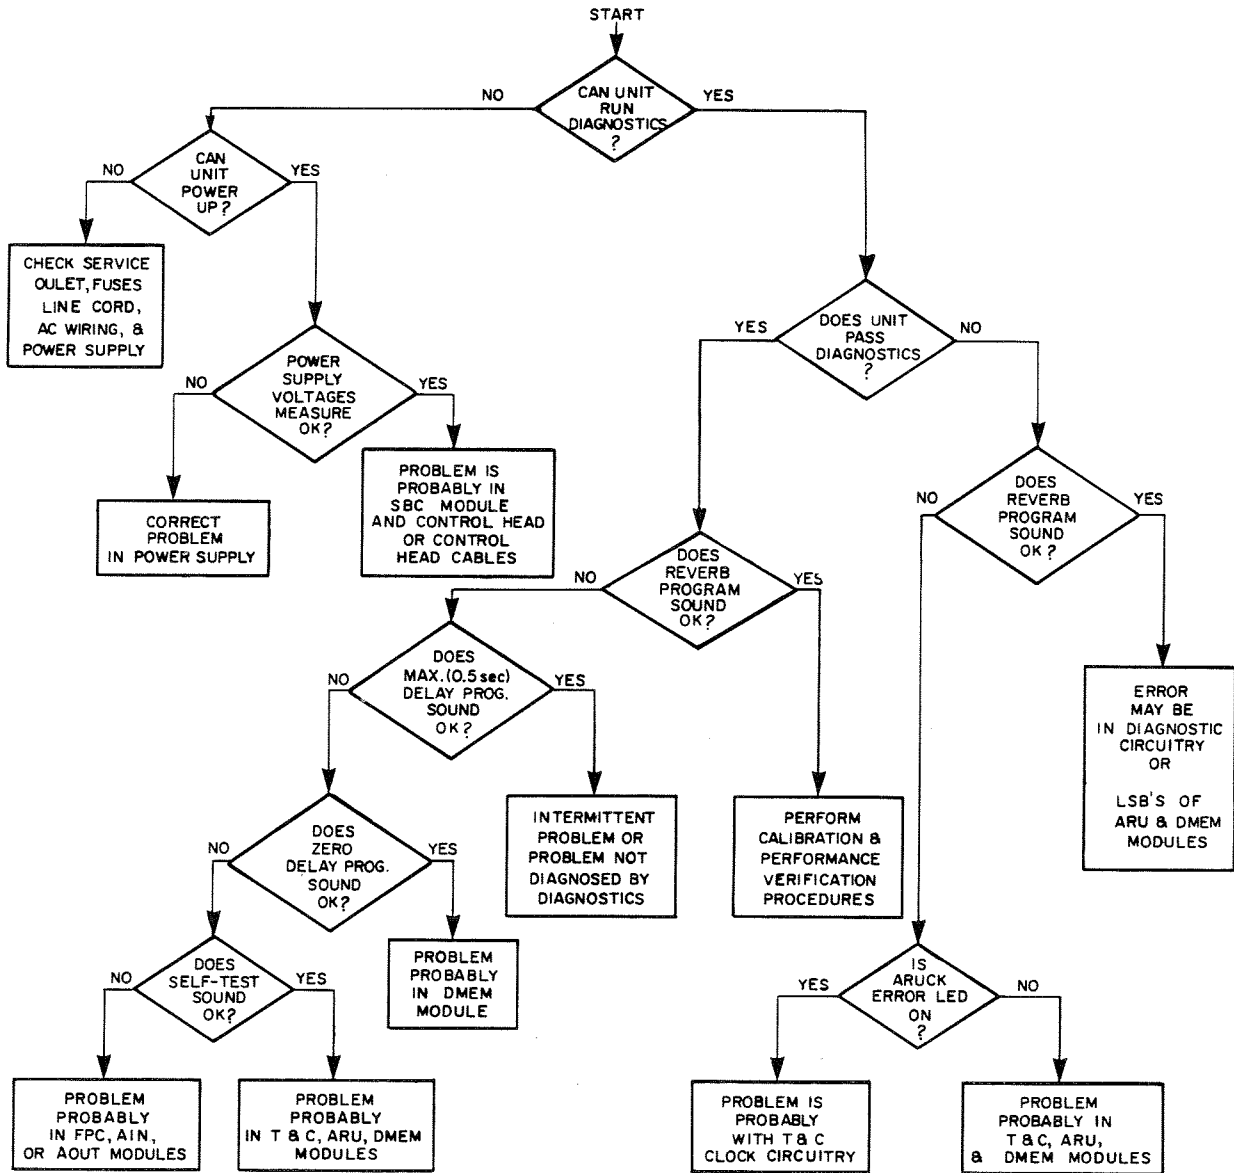 START
CAN UNIT
RUN
DIAGNOSTICS
?
NO
YES
CAN
UNIT
POWER
UP?
NO
YES
CHECK SERVICE
OULET, FUSES
LINE CORD,
AC WIRING, &
POWER SUPPLY
POWER
SUPPLY
VOLTAGES
MEASURE
OK?
NO
YES
CORRECT
PROBLEM
IN POWER SUPPLY
PROBLEM IS
PROBABLY IN
SBC MODULE
AND CONTROL HEAD
OR CONTROL
HEAD CABLES
DOES UNIT
PASS
DIAGNOSTICS
?
YES
NO
DOES
REVERB
PROGRAM
SOUND
OK?
NO
YES
DOES
REVERB
PROGRAM
SOUND
OK?
NO
YES
DOES
MAX.(0.5 sec)
DELAY PROG.
SOUND
OK?
NO
YES
ERROR
MAY BE
IN DIAGNOSTIC
CIRCUITRY
OR
LSB'S OF
ARU & DMEM
MODULES
DOES
ZERO
DELAY PROG.
SOUND
OK?
NO
YES
INTERMITTENT
PROBLEM OR
PROBLEM NOT
DIAGNOSED BY
DIAGNOSTICS
PERFORM
CALIBRATION &
PERFORMANCE
VERIFICATION
PROCEDURES
DOES
SELF-TEST
SOUND
OK?
NO
YES
PROBLEM
PROBABLY
IN DMEM
MODULE
IS
ARUCK
ERROR LED
ON
?
YES
NO
PROBLEM
PROBABLY
IN FPC, AIN,
OR AOUT MODULES
PROBLEM
PROBABLY
IN T & C, ARU, DMEM
MODULES
PROBLEM IS
PROBABLY
WITH T & C
CLOCK CIRCUITRY
PROBLEM
PROBABLY IN
T & C, ARU,
& DMEM MODULES